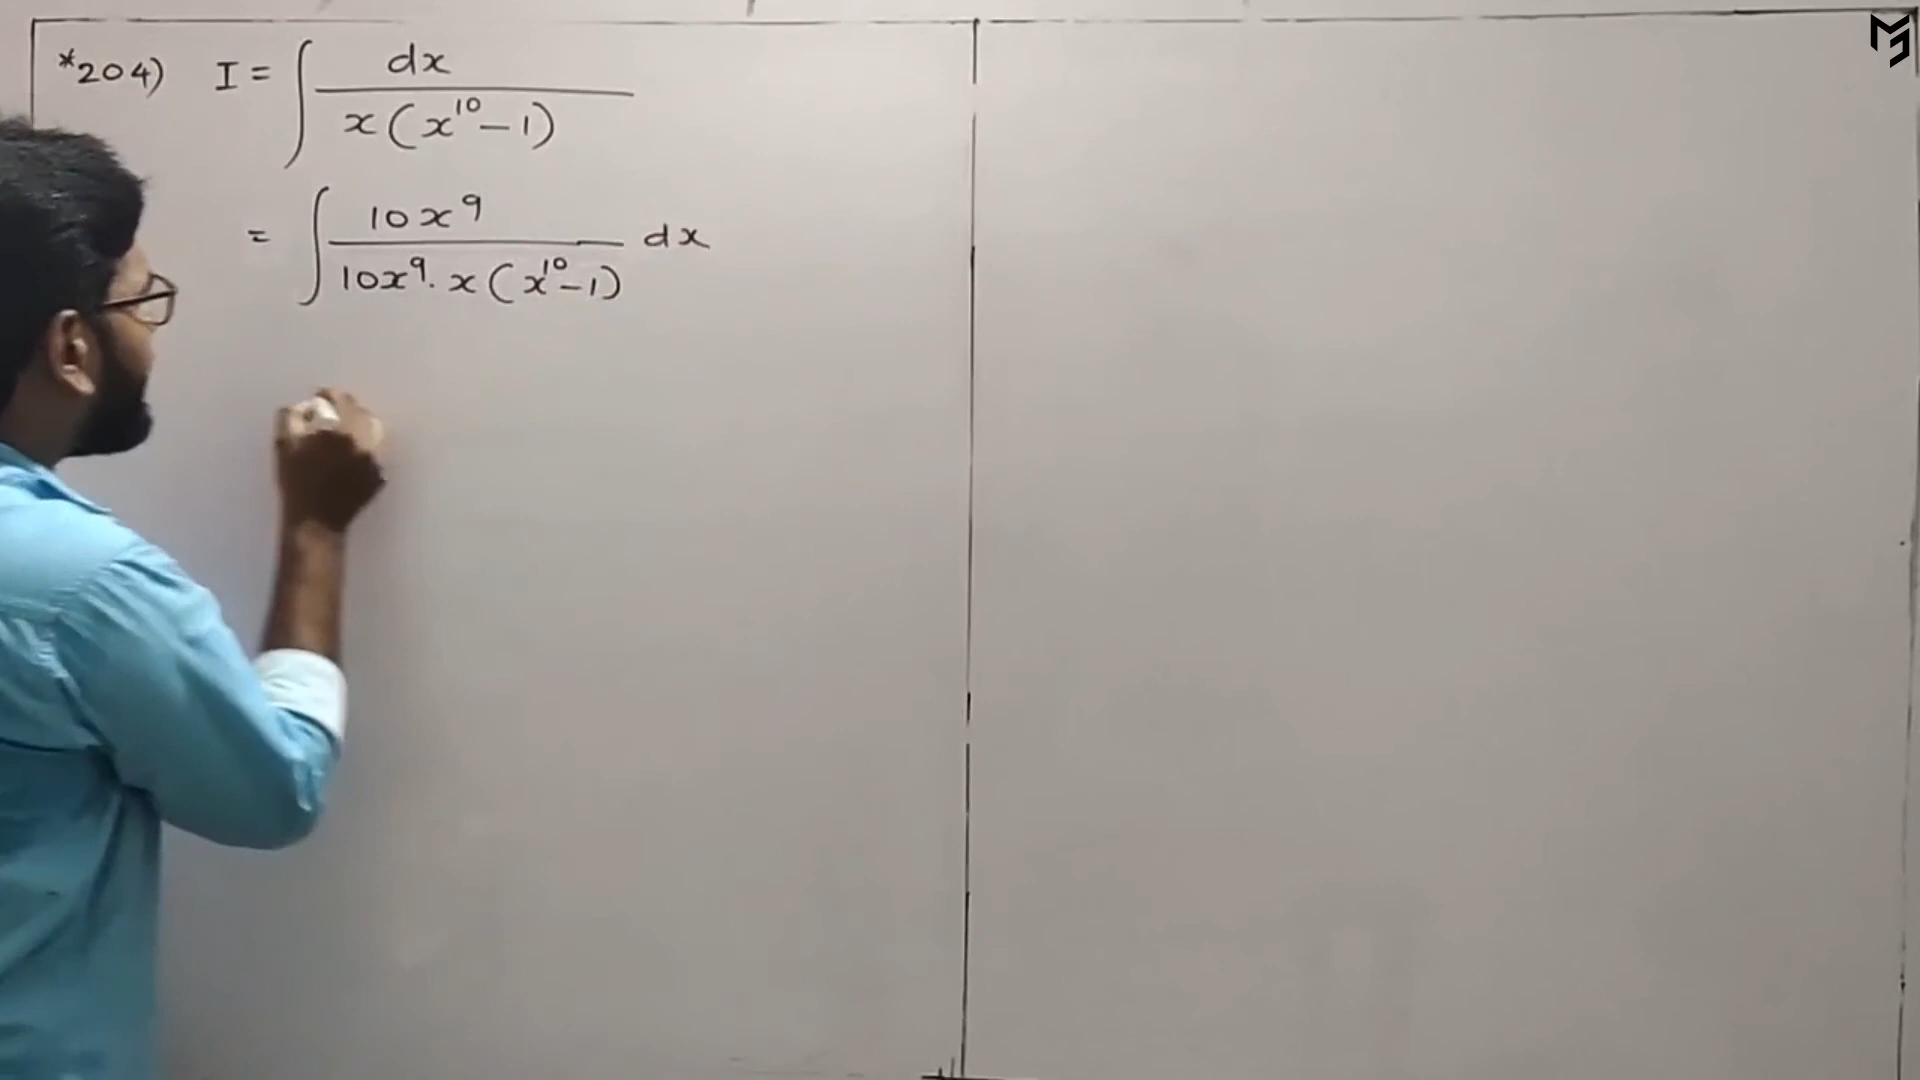 *204) I = ∫ dx / x(x¹⁰ – 1)
= ∫ 10x⁹ / 10x⁹. x(x¹⁰ – 1) dx